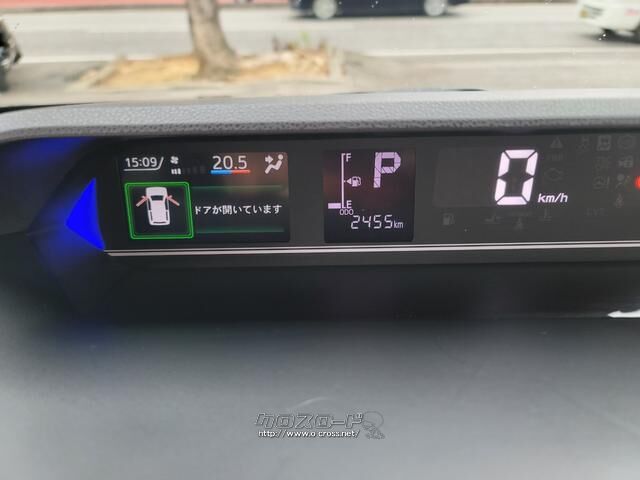 15:09 20.5
ドアが開いています
F
P
E
ODO
2455km
0 km/h
CVT
クロスロード
http://www.o-cross.net/